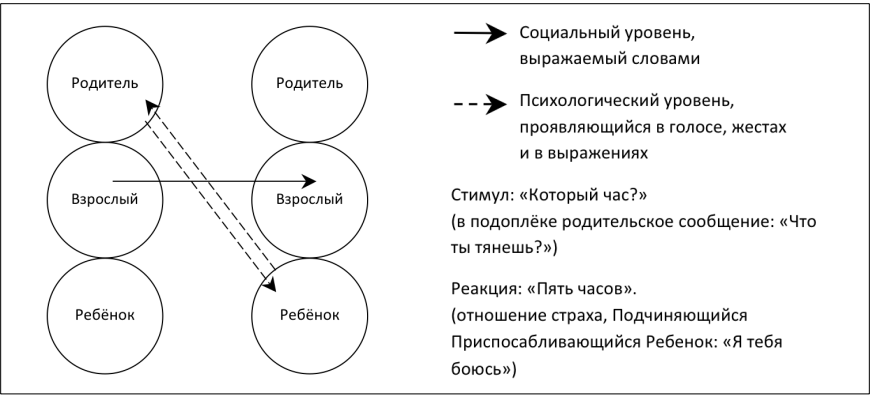 Родитель
Родитель
Взрослый
Взрослый
Ребёнок
Ребёнок
Социальный уровень,
выражаемый словами
Психологический уровень,
проявляющийся в голосе, жестах
и в выражениях
Стимул: «Который час?»
(в подоплёке родительское сообщение: «Что
ты тянешь?»)
Реакция: «Пять часов».
(отношение страха, Подчиняющийся
Приспосабливающийся Ребенок: «Я тебя
боюсь»)